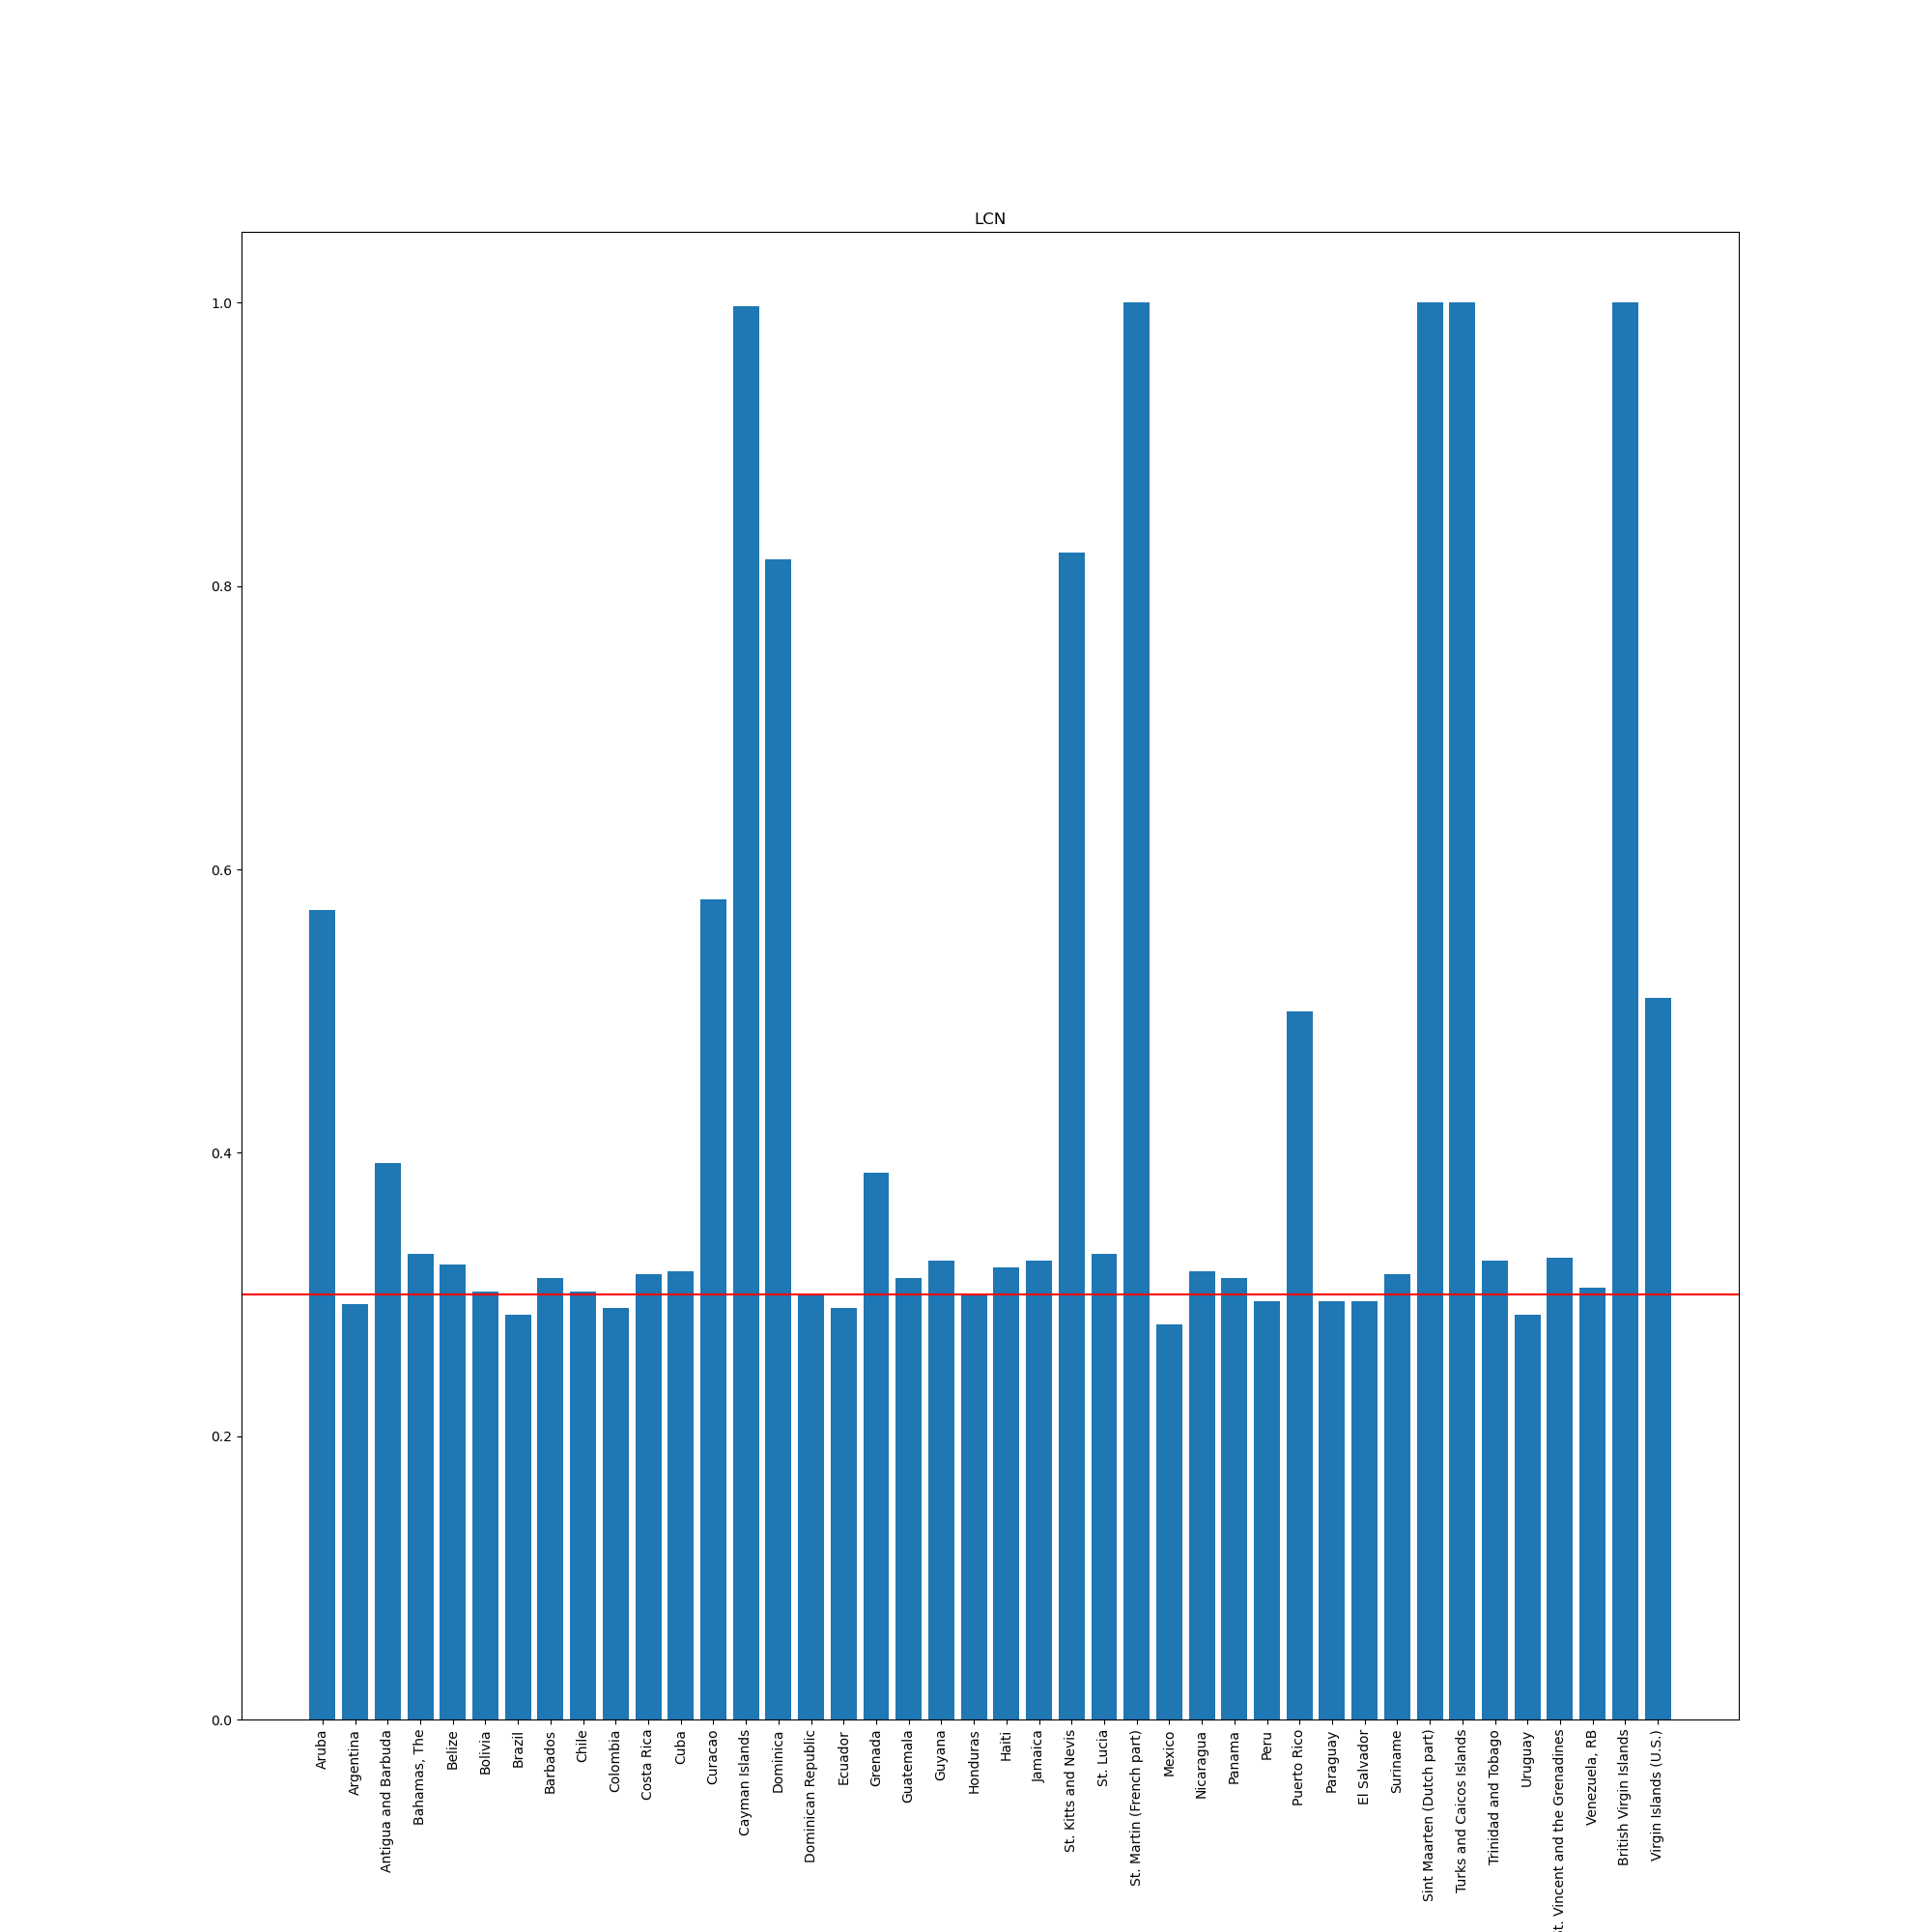 LCN
1.0
0.8
0.6
0.4
0.2
0.0
Aruba
Argentina
Antigua and Barbuda
Bahamas, The
Belize
Bolivia
Brazil
Barbados
Chile
Colombia
Costa Rica
Cuba
Curacao
Cayman Islands
Dominica
Dominican Republic
Ecuador
Grenada
Guatemala
Guyana
Honduras
Haiti
Jamaica
St. Kitts and Nevis
St. Lucia
St. Martin (French part)
Mexico
Nicaragua
Panama
Peru
Puerto Rico
Paraguay
El Salvador
Suriname
Sint Maarten (Dutch part)
Turks and Caicos Islands
Trinidad and Tobago
Uruguay
t. Vincent and the Grenadines
Venezuela, RB
British Virgin Islands
Virgin Islands (U.S.)